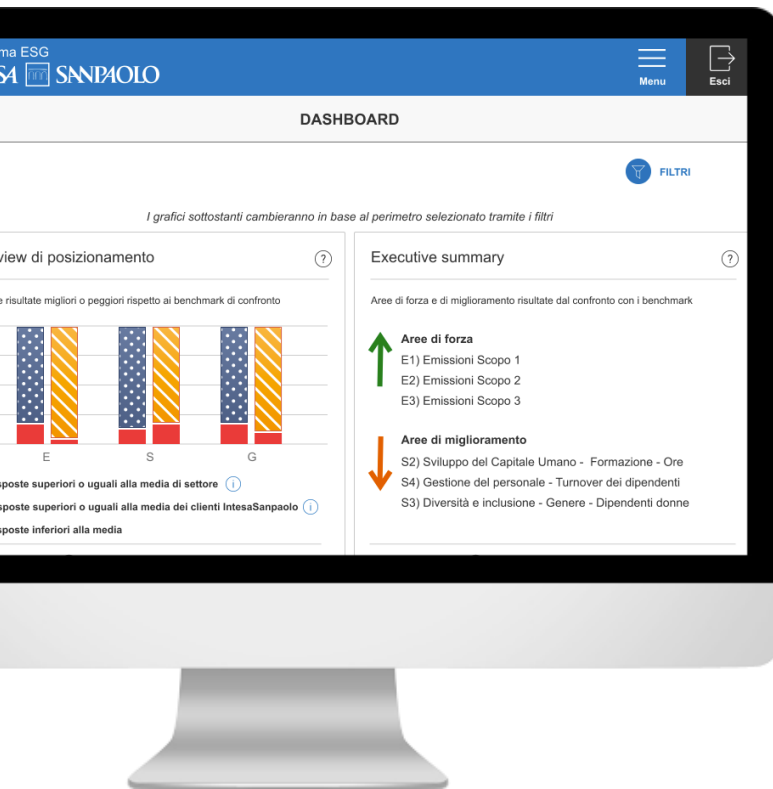 ma ESG
SA SANPAOLO
Menu
Esci
DASHBOARD
FILTRI
I grafici sottostanti cambieranno in base al perimetro selezionato tramite i filtri
view di posizionamento
?
e risultate migliori o peggiori rispetto ai benchmark di confronto
E S G
sposte superiori o uguali alla media di settore i
sposte superiori o uguali alla media dei clienti IntesaSanpaolo i
sposte inferiori alla media
Executive summary
?
Aree di forza e di miglioramento risultate dal confronto con i benchmark
Aree di forza
E1) Emissioni Scopo 1
E2) Emissioni Scopo 2
E3) Emissioni Scopo 3
Aree di miglioramento
S2) Sviluppo del Capitale Umano - Formazione - Ore
S4) Gestione del personale - Turnover dei dipendenti
S3) Diversità e inclusione - Genere - Dipendenti donne